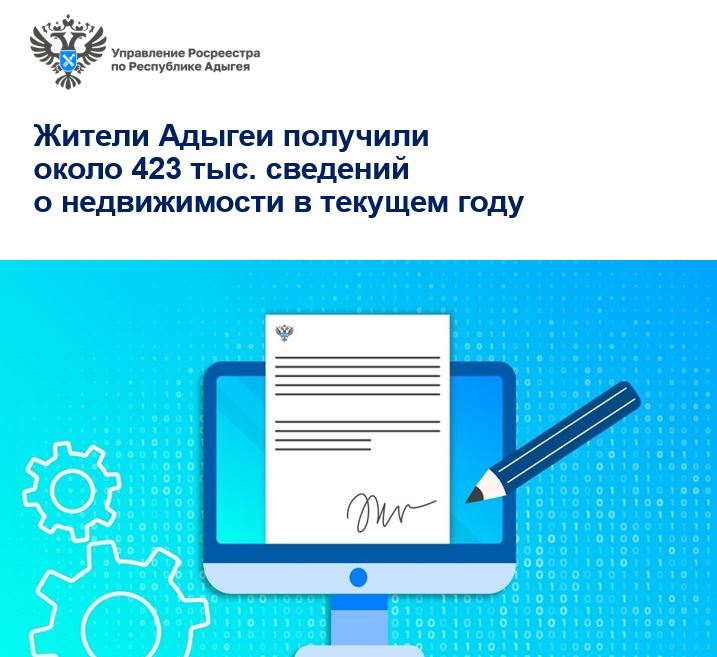 Управление Росреестра
по Республике Адыгея
Жители Адыгеи получили
около 423 тыс. сведений
о недвижимости в текущем году